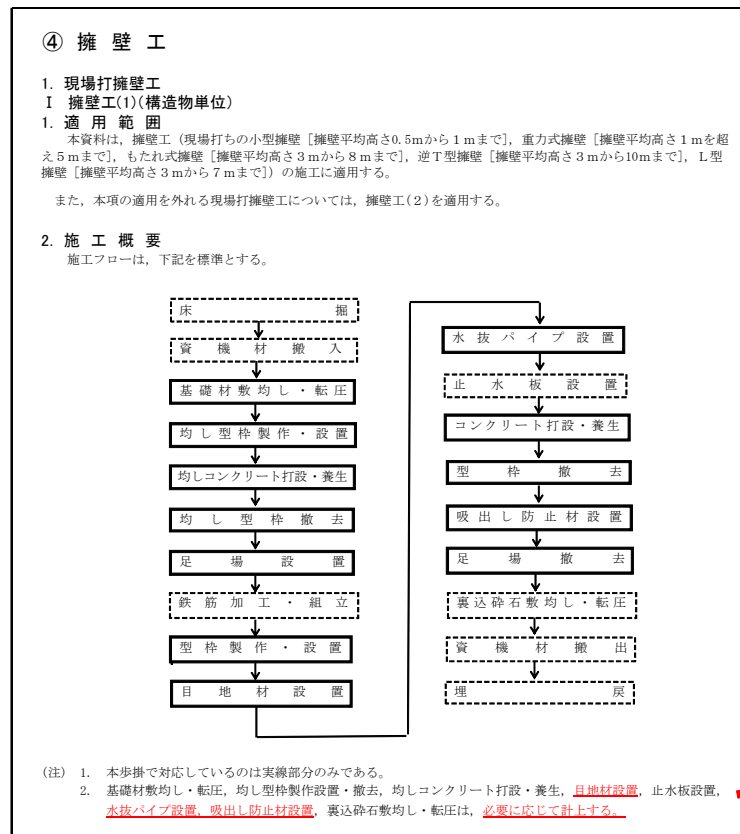 ④ 擁 壁 工
1. 現場打擁壁工
Ⅰ 擁壁工(1)(構造物単位)
1. 適 用 範 囲
本資料は，擁壁工（現場打ちの小型擁壁［擁壁平均高さ0.5mから１mまで］，重力式擁壁［擁壁平均高さ１mを超
え５mまで］，もたれ式擁壁［擁壁平均高さ３mから８mまで］，逆Ｔ型擁壁［擁壁平均高さ３mから10mまで］，Ｌ型
擁壁［擁壁平均高さ３mから７mまで］）の施工に適用する。
また，本項の適用を外れる現場打擁壁工については，擁壁工(２)を適用する。
2. 施 工 概 要
施工フローは，下記を標準とする。
床掘
資機材搬入
基礎材敷均し・転圧
均し型枠製作・設置
均しコンクリート打設・養生
均し型枠撤去
足場設置
鉄筋加工・組立
型枠製作・設置
目地材設置
水抜パイプ設置
止水板設置
コンクリート打設・養生
型枠撤去
吸出し防止材設置
足場撤去
裏込砕石敷均し・転圧
資機材搬出
埋戻
(注) 1. 本歩掛で対応しているのは実線部分のみである。
2. 基礎材敷均し・転圧，均し型枠製作設置・撤去，均しコンクリート打設・養生，目地材設置，止水板設置，
水抜パイプ設置，吸出し防止材設置，裏込砕石敷均し・転圧は，必要に応じて計上する。